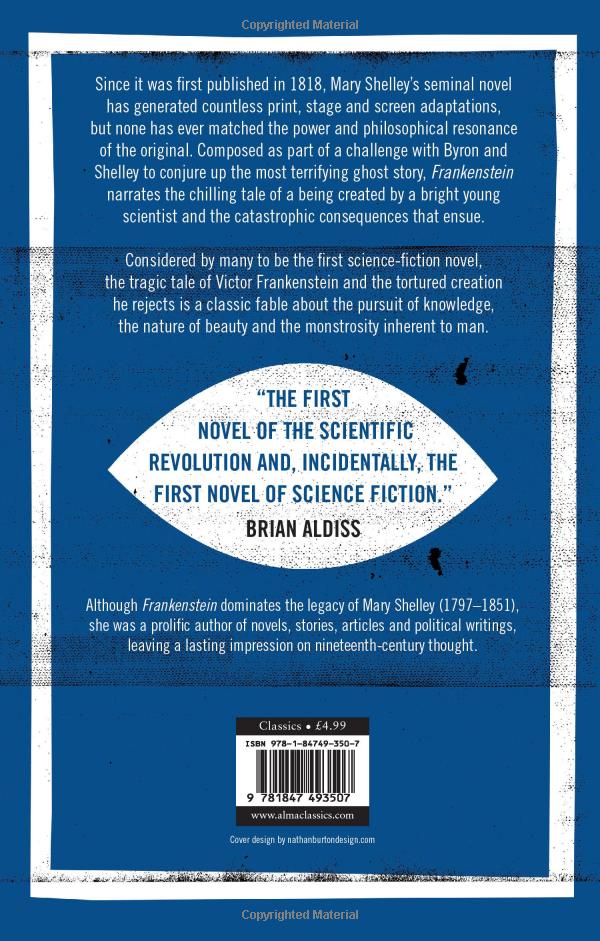 Copyrighted Material
Since it was first published in 1818, Mary Shelley's seminal novel
has generated countless print, stage and screen adaptations,
but none has ever matched the power and philosophical resonance
of the original. Composed as part of a challenge with Byron and
Shelley to conjure up the most terrifying ghost story, Frankenstein
narrates the chilling tale of a being created by a bright young
scientist and the catastrophic consequences that ensue.
Considered by many to be the first science-fiction novel,
the tragic tale of Victor Frankenstein and the tortured creation
he rejects is a classic fable about the pursuit of knowledge,
the nature of beauty and the monstrosity inherent to man.
“THE FIRST
NOVEL OF THE SCIENTIFIC
REVOLUTION AND, INCIDENTALLY, THE
FIRST NOVEL OF SCIENCE FICTION.”
BRIAN ALDISS
Although Frankenstein dominates the legacy of Mary Shelley (1797–1851),
she was a prolific author of novels, stories, articles and political writings,
leaving a lasting impression on nineteenth-century thought.
Classics • £4.99
ISBN 978-1-84749-350-7
9 781847 493507
www.almaclassics.com
Cover design by nathanburtondesign.com
Copyrighted Material